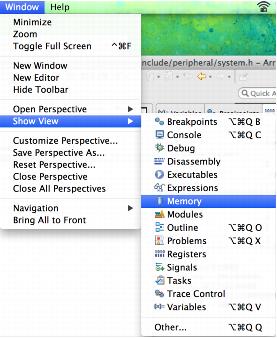 Window Help
Minimize
Zoom
Toggle Full Screen ^⌘F
New Window
New Editor
Hide Toolbar
Open Perspective ▶
Show View ▶
Customize Perspective...
Save Perspective As...
Reset Perspective...
Close Perspective
Close All Perspectives
Navigation ▶
Bring All to Front
nclude/peripheral/system.h - Arr
Quick A
Breakpoints ⌥⌘Q B
Console ⌥⌘Q C
Debug
Disassembly
Executables
Expressions
Memory
Modules
Outline ⌥⌘Q O
Problems ⌥⌘Q X
Registers
Signals
Tasks
Trace Control
Variables ⌥⌘Q V
Other... ⌥⌘Q Q